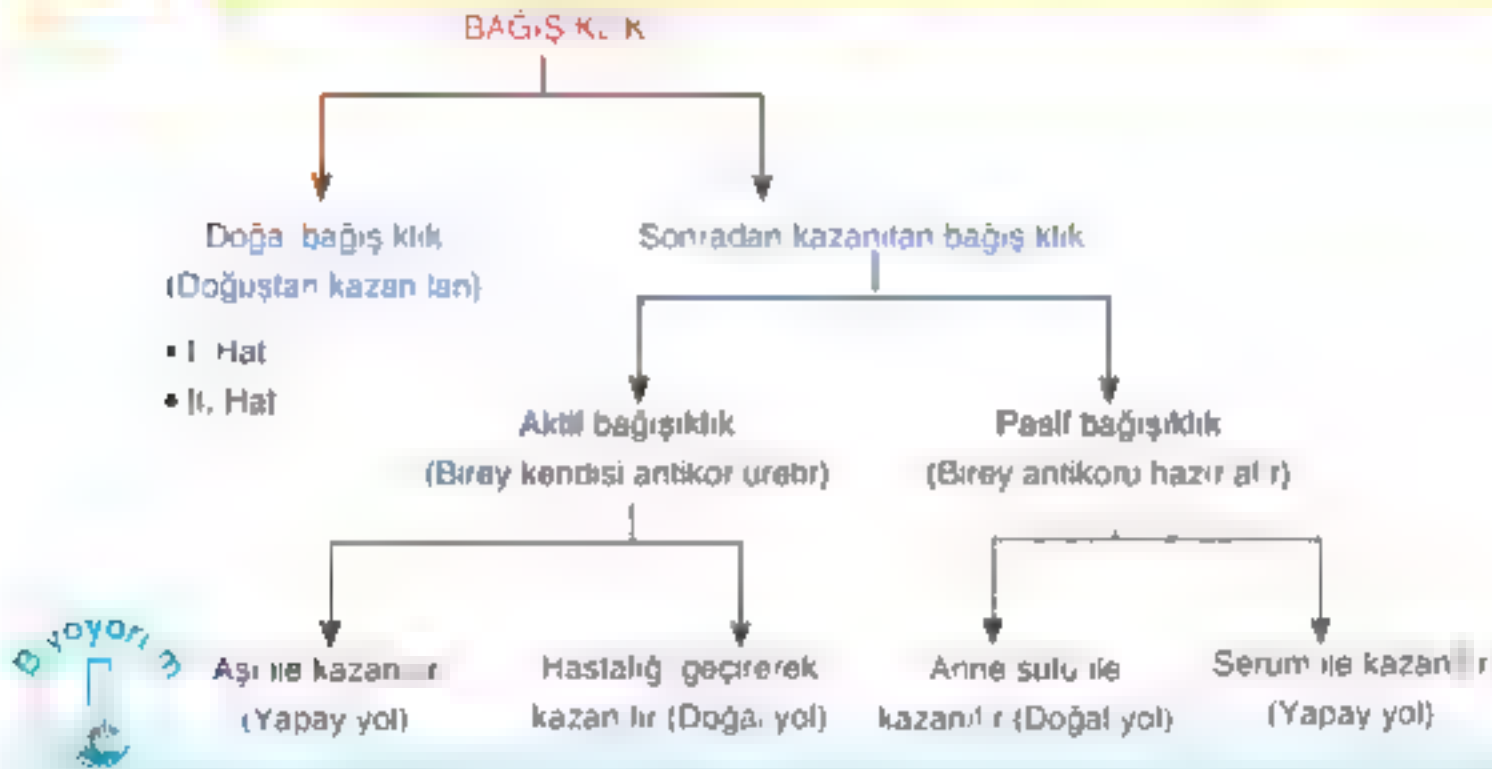 BAĞIŞIKLIK
Doğal bağışıklık
(Doğuştan kazanılan)
• I. Hat
• II. Hat
Sonradan kazanılan bağışıklık
Aktif bağışıklık
(Birey kendisi antikor üretir)
Pasif bağışıklık
(Birey antikoru hazır alır)
Aşı ile kazanılır
(Yapay yol)
Hastalığı geçirerek
kazanılır (Doğal yol)
Anne sütü ile
kazanılır (Doğal yol)
Serum ile kazanılır
(Yapay yol)